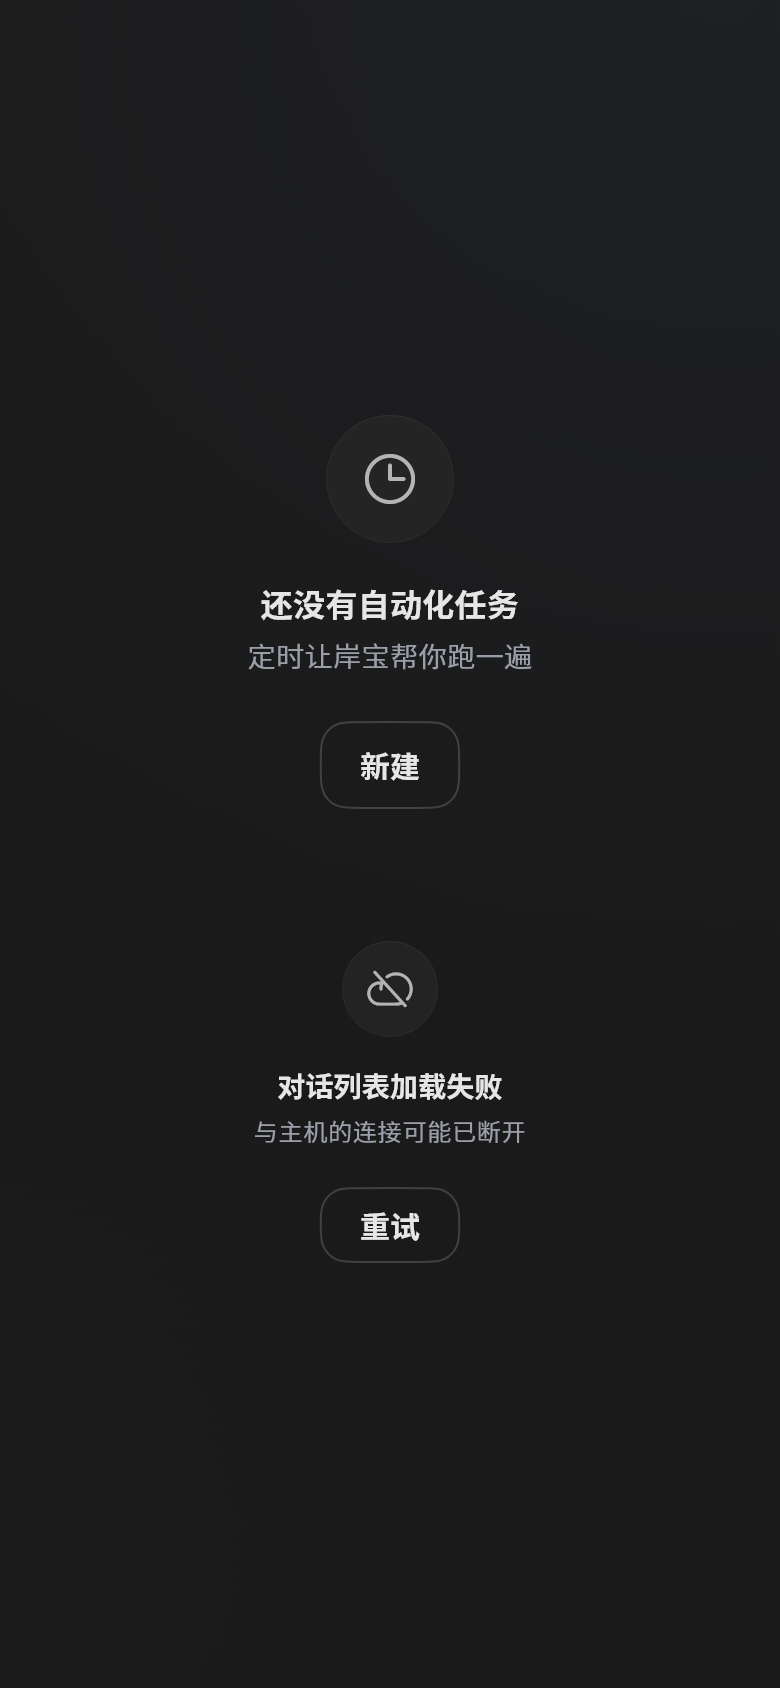 还没有自动化任务
定时让岸宝帮你跑一遍
新建
对话列表加载失败
与主机的连接可能已断开
重试